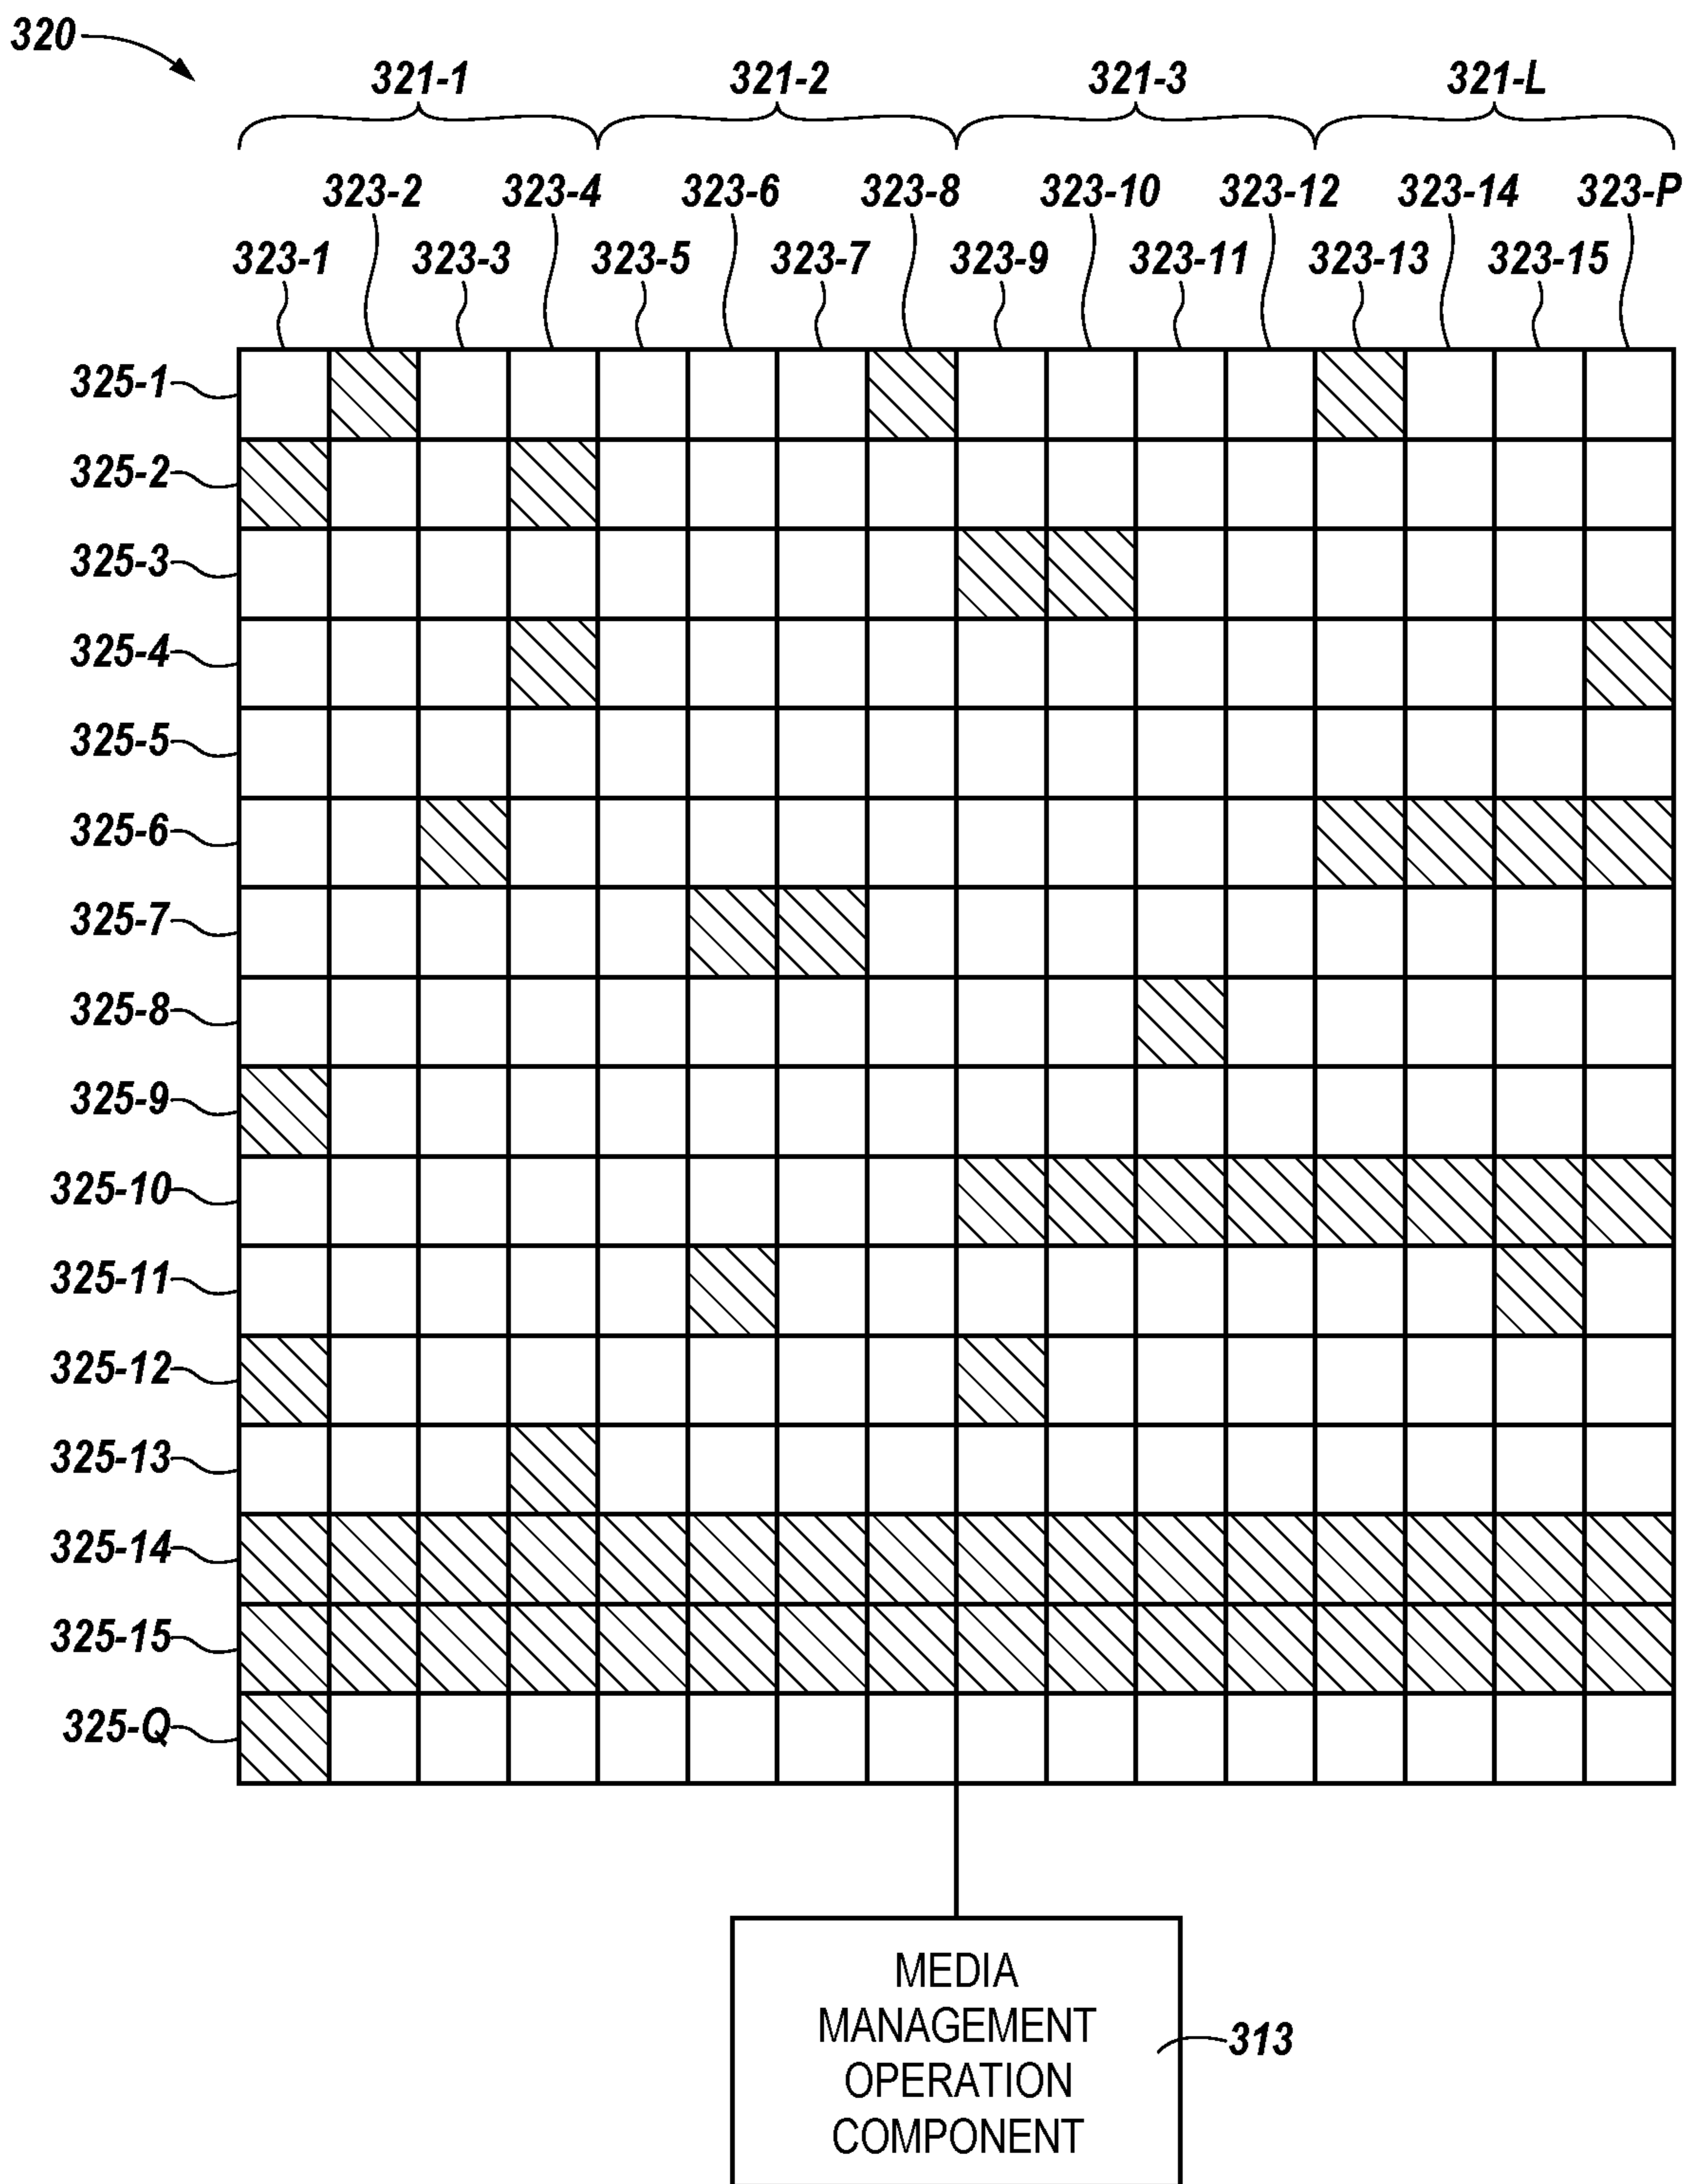 320
321-1 321-2 321-3 321-L
323-2 323-4 323-6 323-8 323-10 323-12 323-14 323-P
323-1 323-3 323-5 323-7 323-9 323-11 323-13 323-15
325-1
325-2
325-3
325-4
325-5
325-6
325-7
325-8
325-9
325-10
325-11
325-12
325-13
325-14
325-15
325-Q
MEDIA
MANAGEMENT
OPERATION
COMPONENT
313